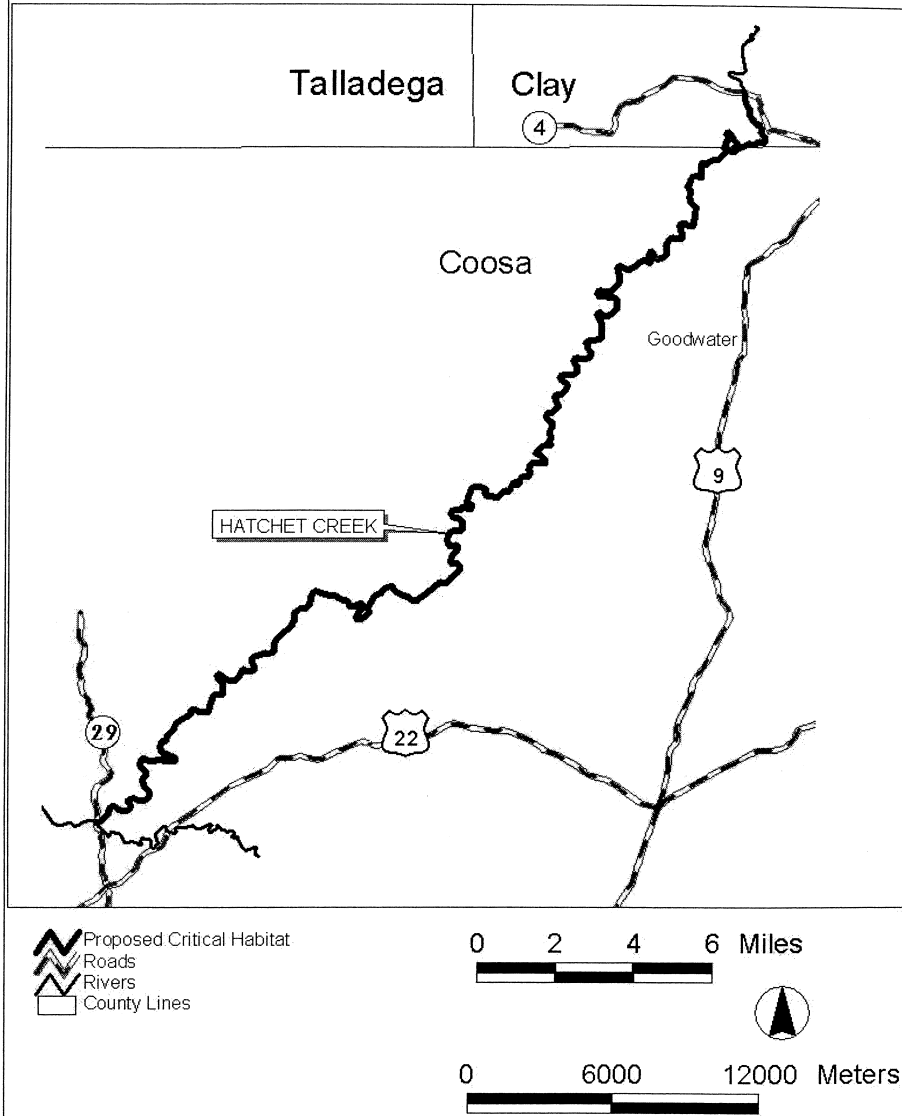 Talladega Clay
4
Coosa
Goodwater
9
HATCHET CREEK
29
22
Proposed Critical Habitat
Roads
Rivers
County Lines
0 2 4 6 Miles
0 6000 12000 Meters